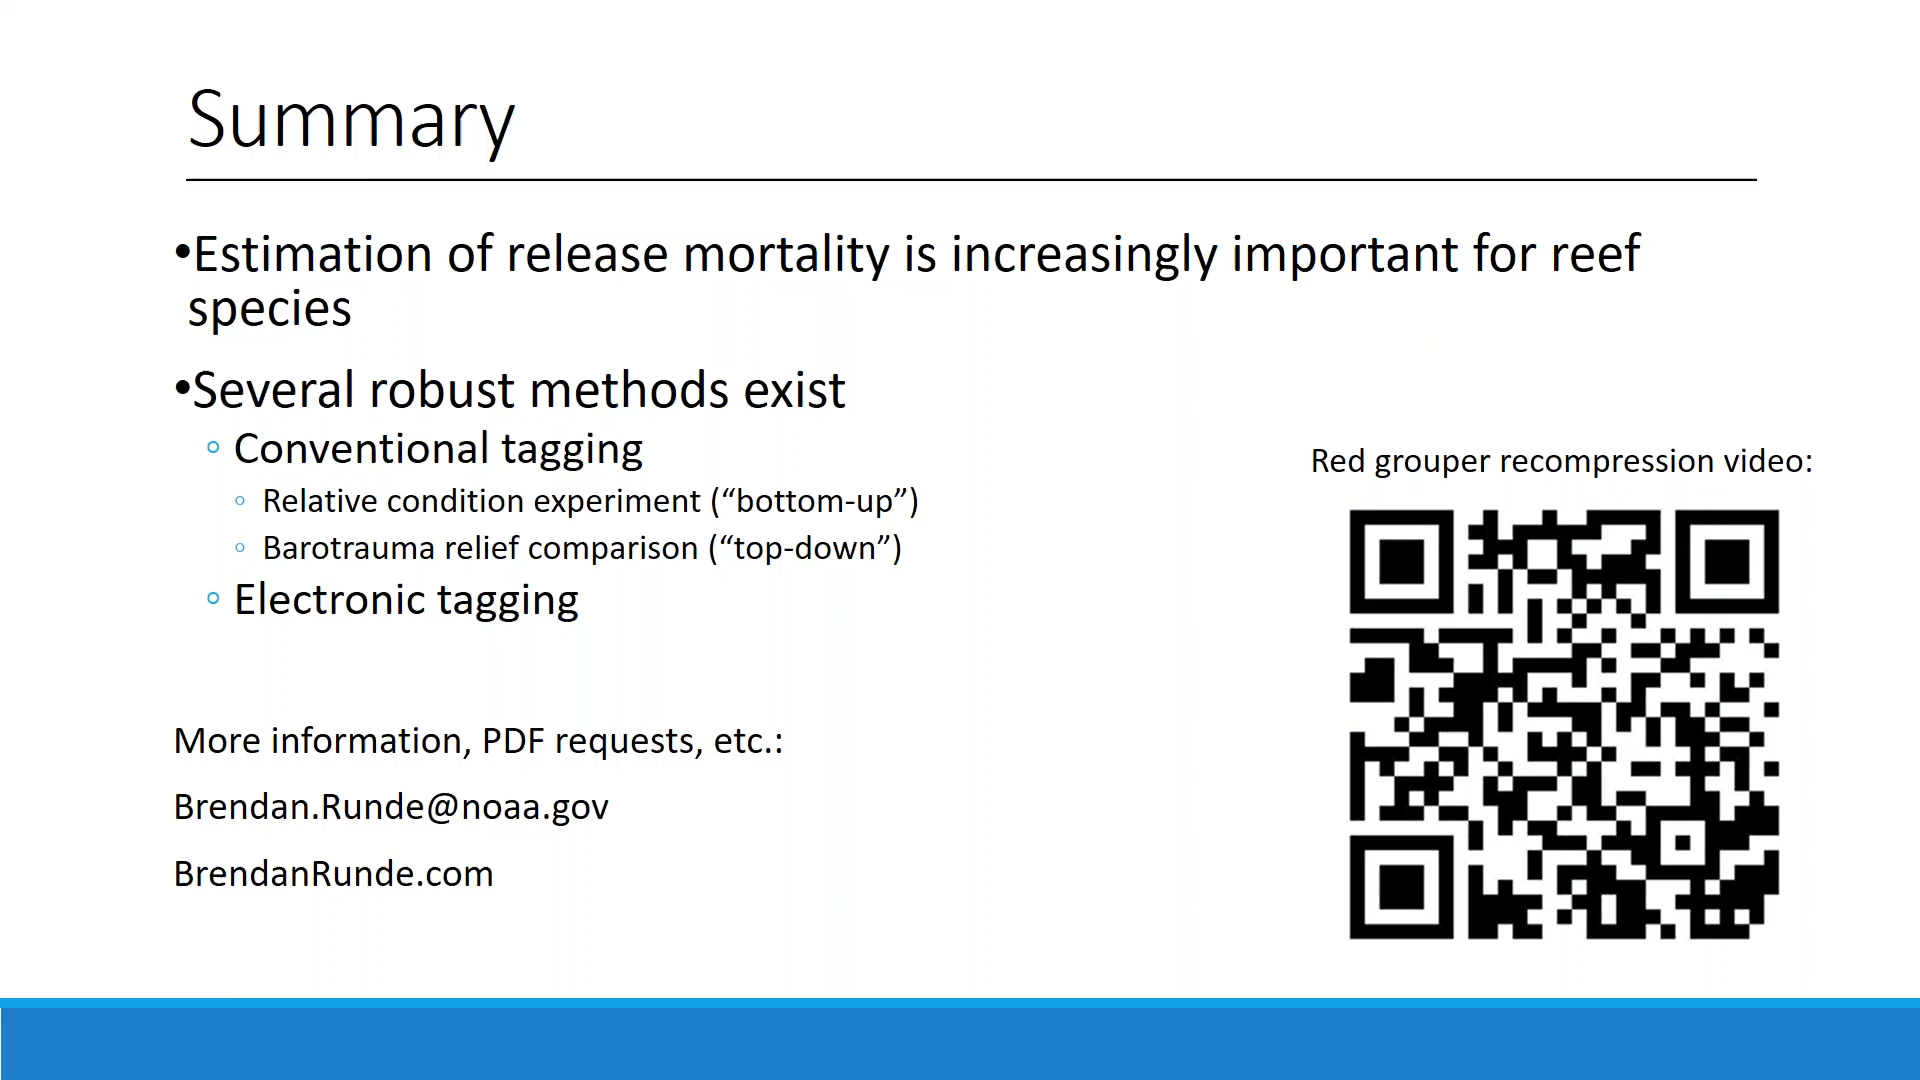 Summary
•Estimation of release mortality is increasingly important for reef
species
•Several robust methods exist
◦ Conventional tagging
◦ Relative condition experiment (“bottom-up”)
◦ Barotrauma relief comparison (“top-down”)
◦ Electronic tagging
Red grouper recompression video:
More information, PDF requests, etc.:
Brendan.Runde@noaa.gov
BrendanRunde.com